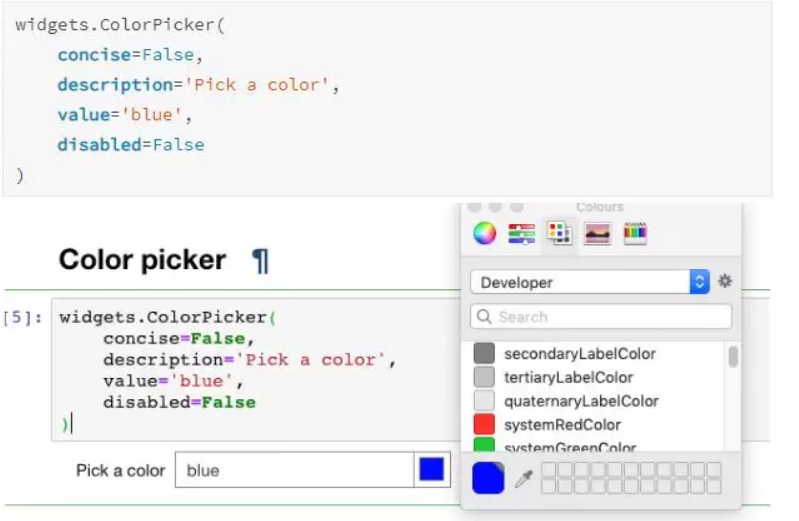 widgets.ColorPicker(
    concise=False,
    description='Pick a color',
    value='blue',
    disabled=False
)
Color picker ¶
[5]: widgets.ColorPicker(
    concise=False,
    description='Pick a color',
    value='blue',
    disabled=False
)
Pick a color blue
Colours
Developer
Search
secondaryLabelColor
tertiaryLabelColor
quaternaryLabelColor
systemRedColor
systemGreenColor